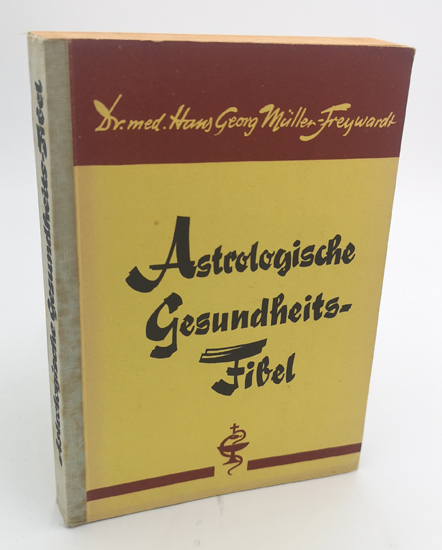 Dr. med. Hans Georg Müller-Freywardt
Astrologische
Gesundheits-
Fibel
Astrologische Gesundheits-Fibel